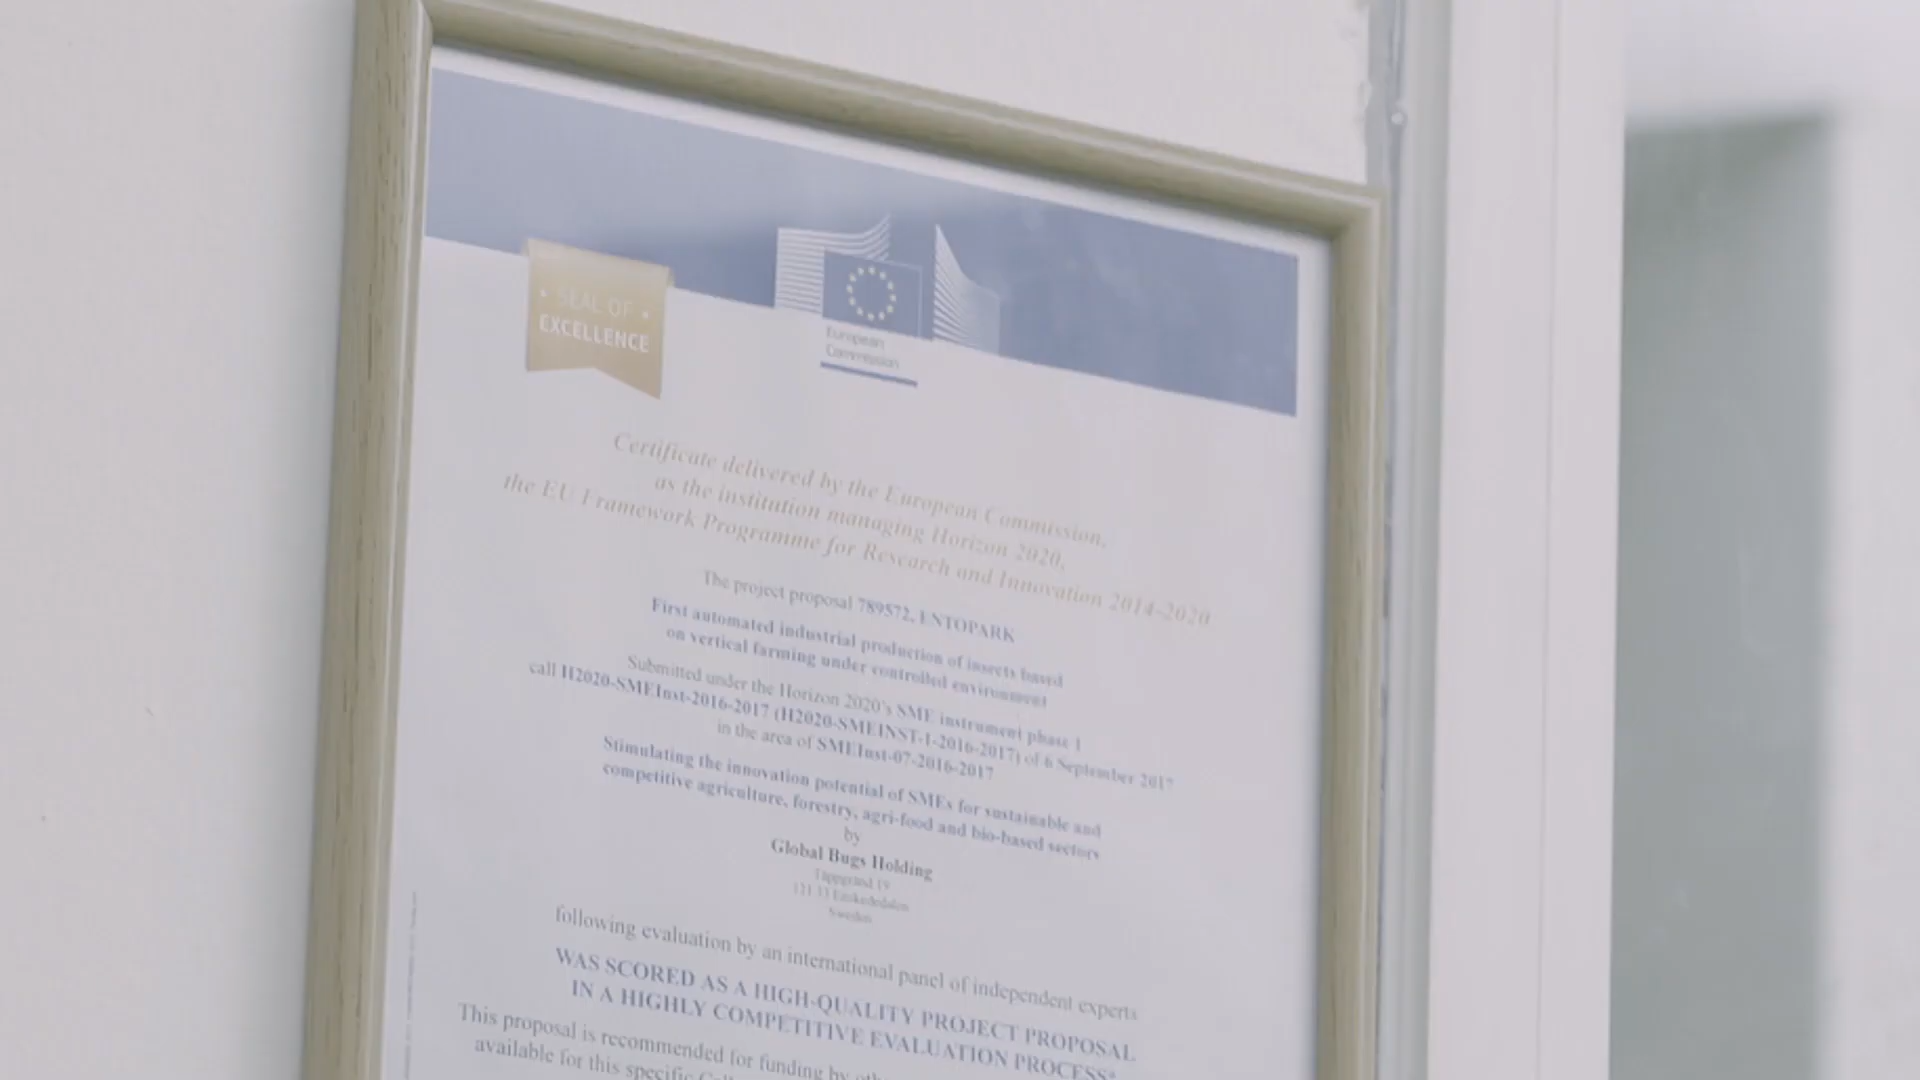 SEAL OF
EXCELLENCE
European
Commission
Certificate delivered by the European Commission,
as the institution managing Horizon 2020,
the EU Framework Programme for Research and Innovation 2014-2020
The project proposal 789572, ENTOPARK
First automated industrial production of insects based
on vertical farming under controlled environment
Submitted under the Horizon 2020's SME instrument phase 1
call H2020-SMEInst-2016-2017 (H2020-SMEINST-1-2016-2017) of 6 September 2017
in the area of SMEInst-07-2016-2017
Stimulating the innovation potential of SMEs for sustainable and
competitive agriculture, forestry, agri-food and bio-based sectors
by
Global Bugs Holding
Sweden
following evaluation by an international panel of independent experts
WAS SCORED AS A HIGH-QUALITY PROJECT PROPOSAL
IN A HIGHLY COMPETITIVE EVALUATION PROCESS*
This proposal is recommended for funding by
available for this specific